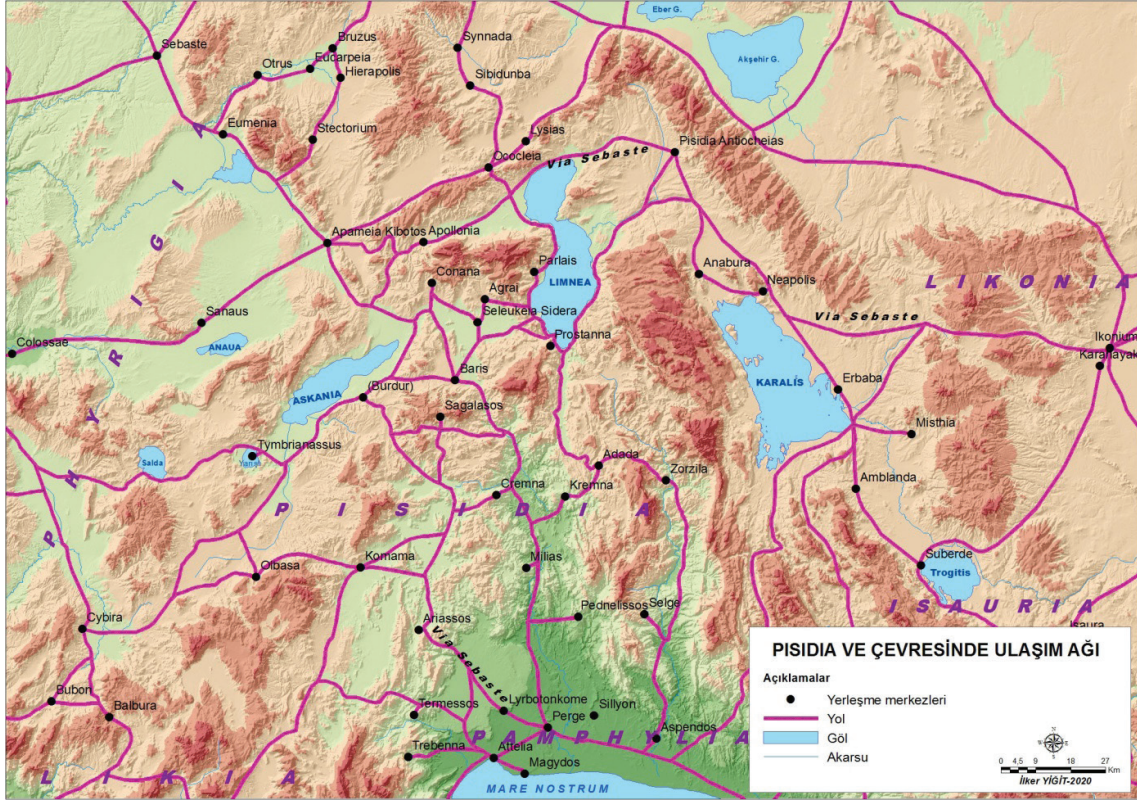 Eber G.
Akşehir G.
Sebaste
Bruzus
Eucarpeia
Otrus
Hierapolis
Synnada
Sibidunba
Eumenia
Stectorium
Lysias
Ococleia
Via Sebaste
Pisidia Antiocheias
Apameia Kibotos
Apollonia
Conana
Parlais
LIMNEA
Agrai
Seleukeia Sidera
Prostanna
Anabura
Neapolis
LIKONIA
Via Sebaste
Ikonium
Sanaus
Colossae
ANAUA
PHYRIGIA
ASKANIA
(Burdur)
Baris
Sagalasos
KARALİS
Erbaba
Misthia
Tymbrianassus
Salda
Adada
Zorzila
Cremna
Kremna
PISIDIA
Amblanda
Suberde
Trogitis
ISAURIA
Isaura
Olbasa
Komama
Milias
Cybira
Ariassos
Pednelissos
Selge
Via Sebaste
Bubon
Balbura
Termessos
Lyrbotonkome
Sillyon
Perge
Aspendos
PAMPHYLIA
Trebenna
Attelia
Magydos
LIKIA
MARE NOSTRUM
PISIDIA VE ÇEVRESİNDE ULAŞIM AĞI
Açıklamalar
Yerleşme merkezleri
Yol
Göl
Akarsu
0 4,5 9 18 27
Km
İlker YİĞİT-2020